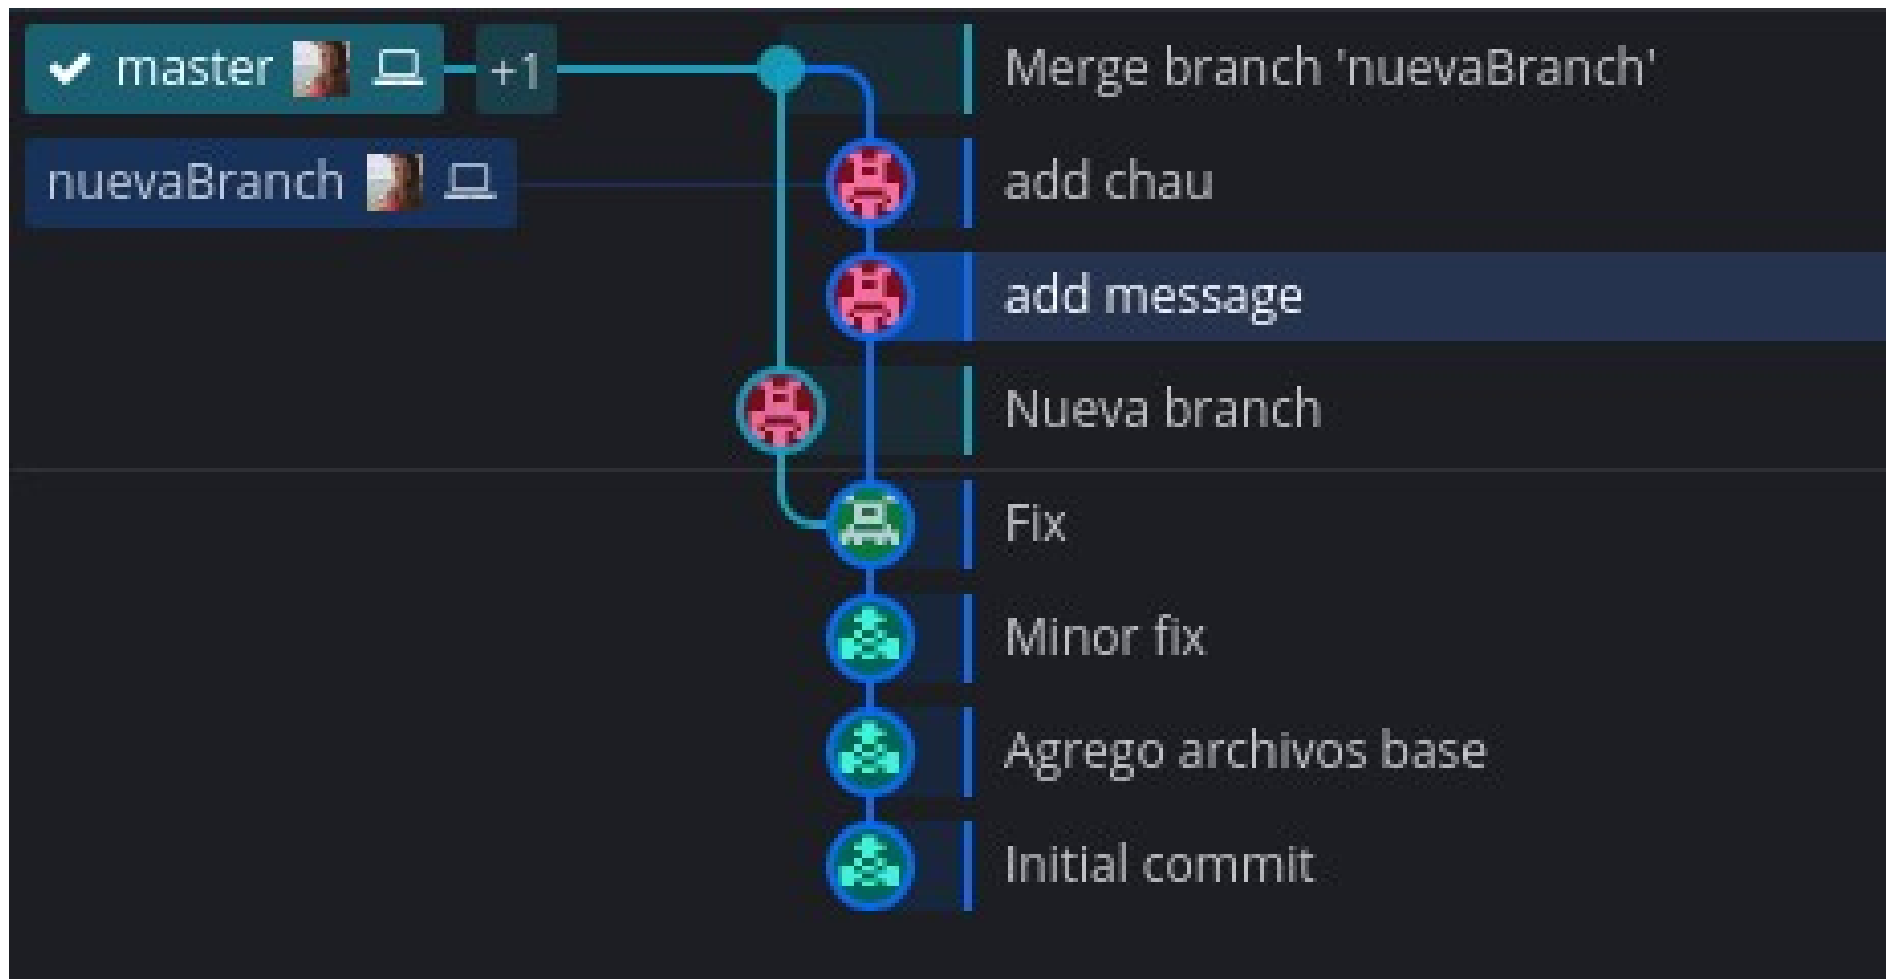 master +1 Merge branch 'nuevaBranch'
nuevaBranch add chau
add message
Nueva branch
Fix
Minor fix
Agrego archivos base
Initial commit